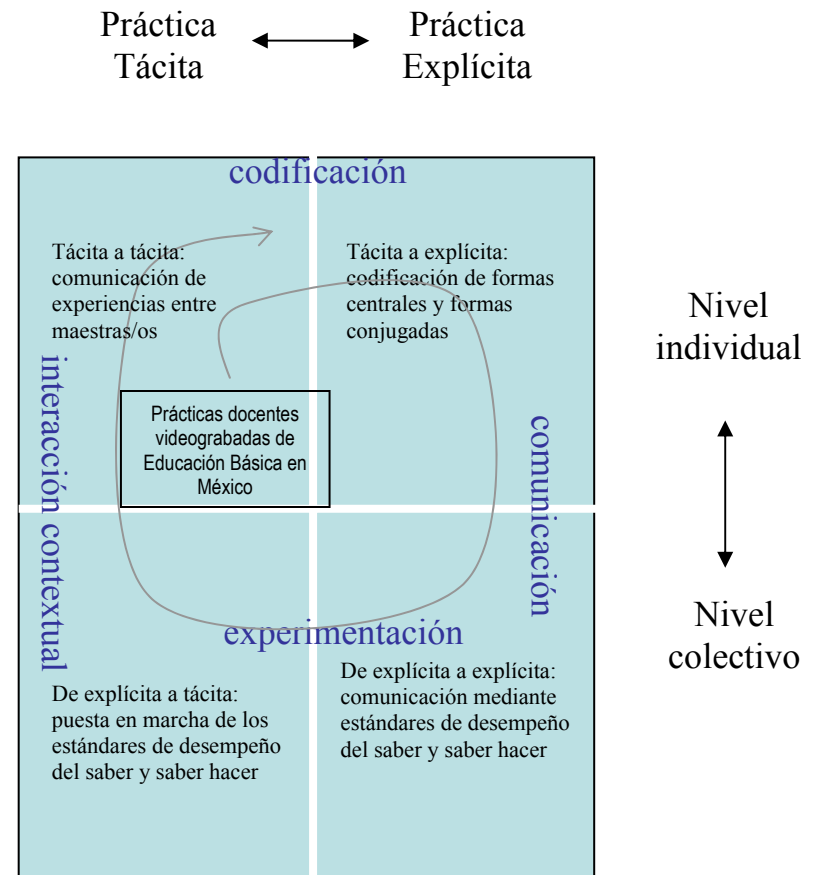 Práctica
Tácita
Práctica
Explícita
codificación
Tácita a tácita:
comunicación de
experiencias entre
maestras/os
Tácita a explícita:
codificación de formas
centrales y formas
conjugadas
Nivel
individual
interacción contextual
Prácticas docentes
videograbadas de
Educación Básica en
México
comunicación
experimentación
Nivel
colectivo
De explícita a tácita:
puesta en marcha de los
estándares de desempeño
del saber y saber hacer
De explícita a explícita:
comunicación mediante
estándares de desempeño
del saber y saber hacer